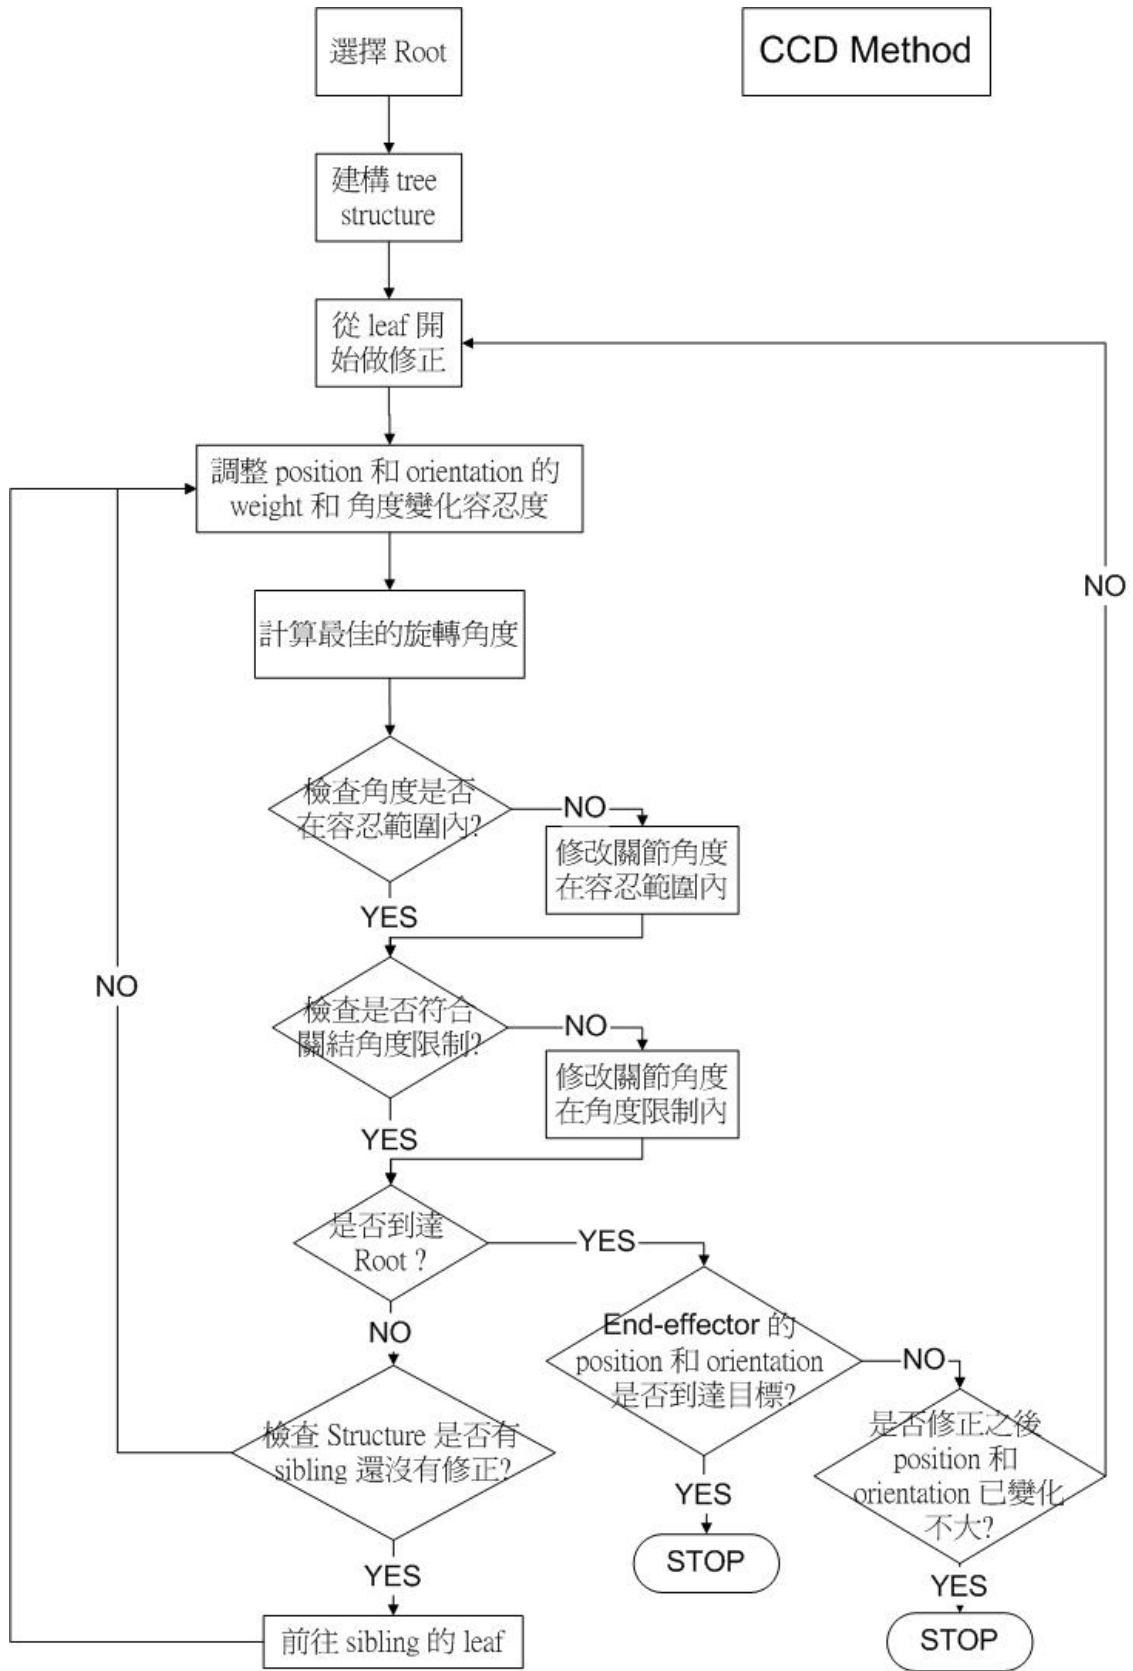 選擇 Root
CCD Method
建構 tree
structure
從 leaf 開
始做修正
調整 position 和 orientation 的
weight 和 角度變化容忍度
NO
計算最佳的旋轉角度
檢查角度是否
在容忍範圍內?
NO
修改關節角度
在容忍範圍內
YES
NO
檢查是否符合
關結角度限制?
NO
修改關節角度
在角度限制內
YES
是否到達
Root ?
YES
NO
End-effector 的
position 和 orientation
是否到達目標?
NO
檢查 Structure 是否有
sibling 還沒有修正?
是否修正之後
position 和
orientation 已變化
不大?
YES
STOP
YES
前往 sibling 的 leaf
YES
STOP